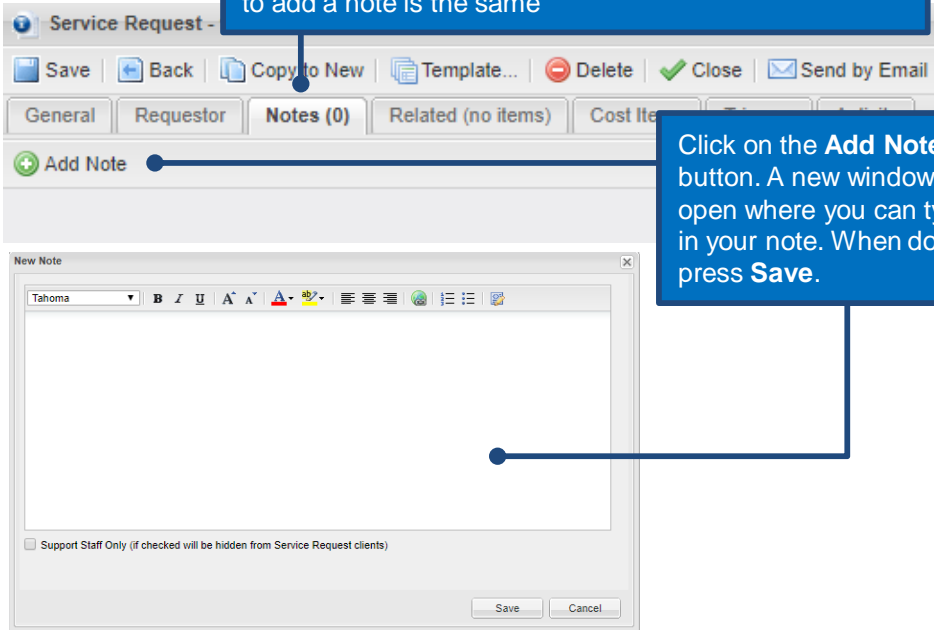 to add a note is the same
Service Request -
Save Back Copy to New Template... Delete Close Send by Email
General Requestor Notes (0) Related (no items) Cost Ite
Add Note
Click on the Add Note
button. A new window
open where you can ty
in your note. When do
press Save.
New Note
Tahoma B I U A A A ab
Support Staff Only (if checked will be hidden from Service Request clients)
Save Cancel